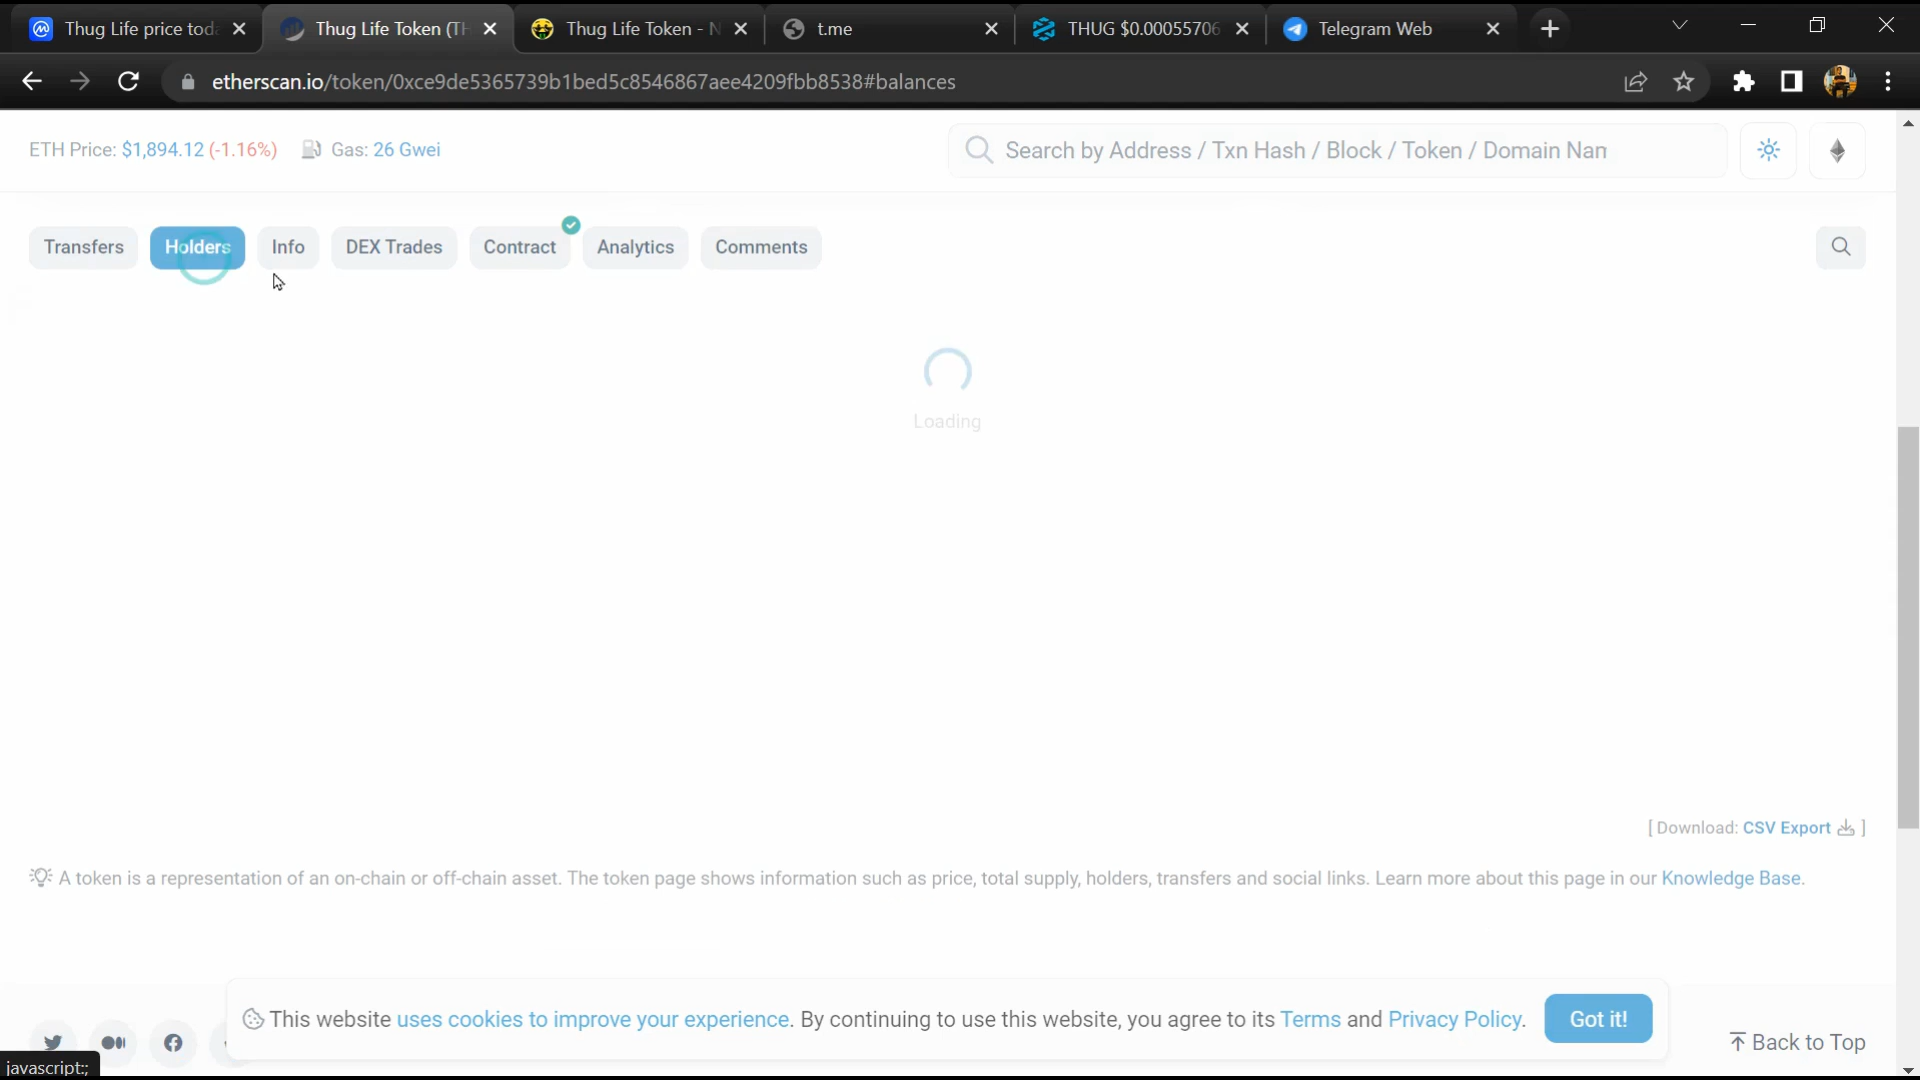 Thug Life price tod
Thug Life Token (TH
Thug Life Token - N
t.me
THUG $0.00055706
Telegram Web
etherscan.io/token/0xce9de5365739b1bed5c8546867aee4209fbb8538#balances
ETH Price: $1,894.12 (-1.16%)
Gas: 26 Gwei
Search by Address / Txn Hash / Block / Token / Domain Nam
Transfers
Holders
Info
DEX Trades
Contract
Analytics
Comments
Loading
[ Download: CSV Export ]
A token is a representation of an on-chain or off-chain asset. The token page shows information such as price, total supply, holders, transfers and social links. Learn more about this page in our Knowledge Base.
This website uses cookies to improve your experience. By continuing to use this website, you agree to its Terms and Privacy Policy.
Got it!
Back to Top
javascript:;